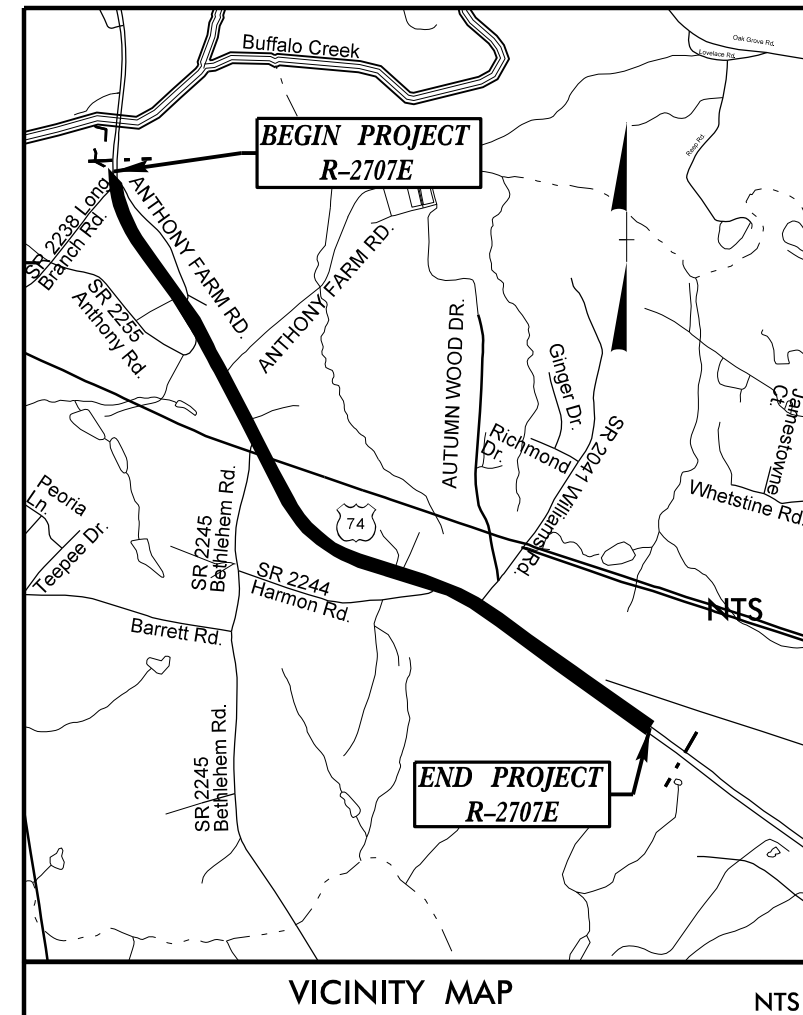 Buffalo Creek
Oak Grove Rd.
Lovelace Rd.
Reep Rd.
BEGIN PROJECT
R–2707E
SR 2238 Long
Branch Rd.
ANTHONY FARM RD.
SR 2255
Anthony Rd.
ANTHONY FARM RD.
AUTUMN WOOD DR.
Ginger Dr.
Richmond
Dr.
SR 2041 Williams Rd.
Jamestowne
Ct.
Whetstine Rd.
Peoria
Ln.
Teepee Dr.
SR 2245
Bethlehem Rd.
74
SR 2244
Harmon Rd.
NTS
Barrett Rd.
SR 2245
Bethlehem Rd.
END PROJECT
R–2707E
VICINITY MAP
NTS